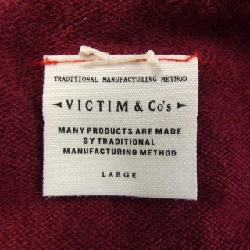 TRADITIONAL MANUFACTURING METHOD
VICTIM & Co's
MANY PRODUCTS ARE MADE
BY TRADITIONAL
MANUFACTURING METHOD
LARGE